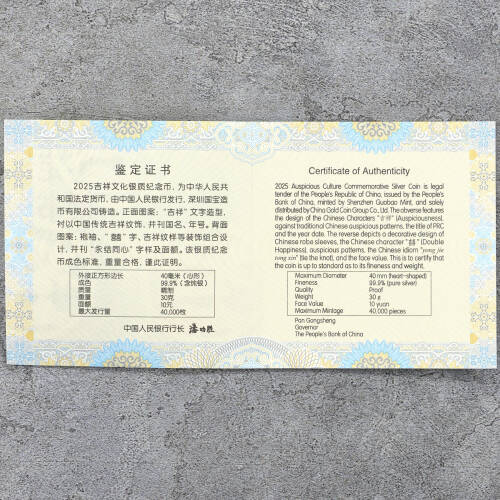 鉴定证书
2025吉祥文化银质纪念币，为中华人民共
和国法定货币，由中国人民银行发行，深圳国宝造
币有限公司铸造。正面图案：“吉祥”文字造型，
衬以中国传统吉祥纹饰，并刊国名、年号。背面
图案：袍袖、“囍”字、吉祥纹样等装饰组合设
计，并刊“永结同心”字样及面额。该银质纪念
币成色标准，重量合格，谨此证明。
外接正方形边长 40毫米（心形）
成色 99.9%（含纯银）
质量 精制
重量 30克
面额 10元
最大发行量 40,000枚
中国人民银行行长 潘功胜
Certificate of Authenticity
2025 Auspicious Culture Commemorative Silver Coin is legal
tender of the People's Republic of China, issued by the People's
Bank of China, minted by Shenzhen Guobao Mint, and solely
distributed by China Gold Coin Group Co., Ltd. The obverse features
the design of the Chinese Characters "吉祥" (Auspiciousness),
against traditional Chinese auspicious patterns, the title of PRC
and the year date. The reverse depicts a decorative design of
Chinese robe sleeves, the Chinese character "囍" (Double
Happiness), auspicious patterns, the Chinese idiom "yong jie
tong xin" (tie the knot), and the face value. This is to certify that
the coin is up to standard as to its fineness and weight.
Maximum Diameter 40 mm (heart-shaped)
Fineness 99.9% (pure silver)
Quality Proof
Weight 30 g
Face Value 10 yuan
Maximum Mintage 40,000 pieces
Pan Gongsheng
Governor
The People's Bank of China